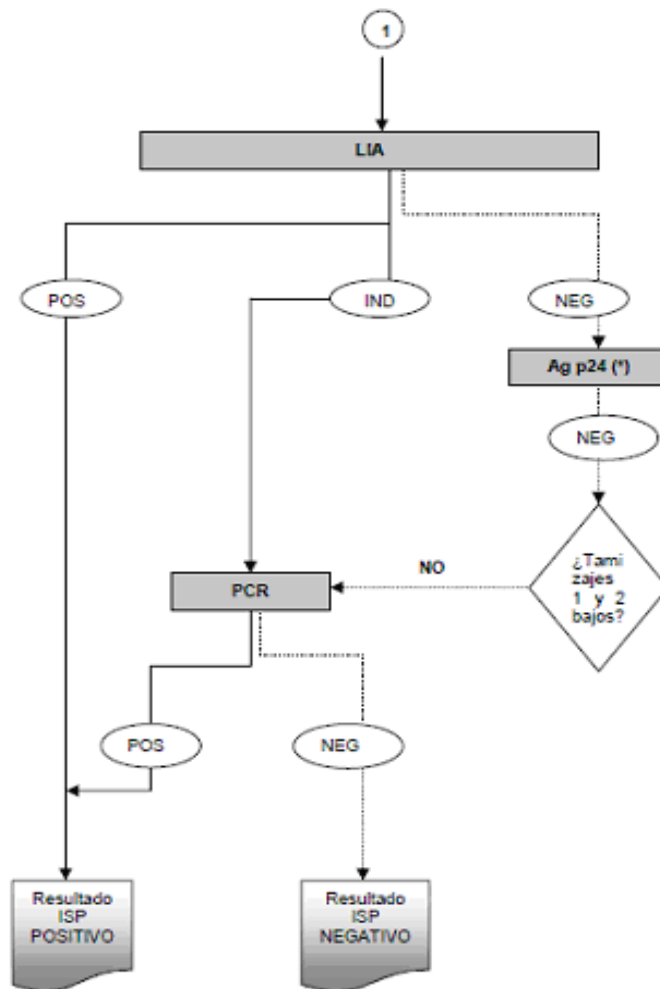 1
LIA
POS
IND
NEG
Ag p24 (*)
NEG
¿Tami
zajes
1 y 2
bajos?
NO
PCR
POS
NEG
Resultado
ISP
POSITIVO
Resultado
ISP
NEGATIVO